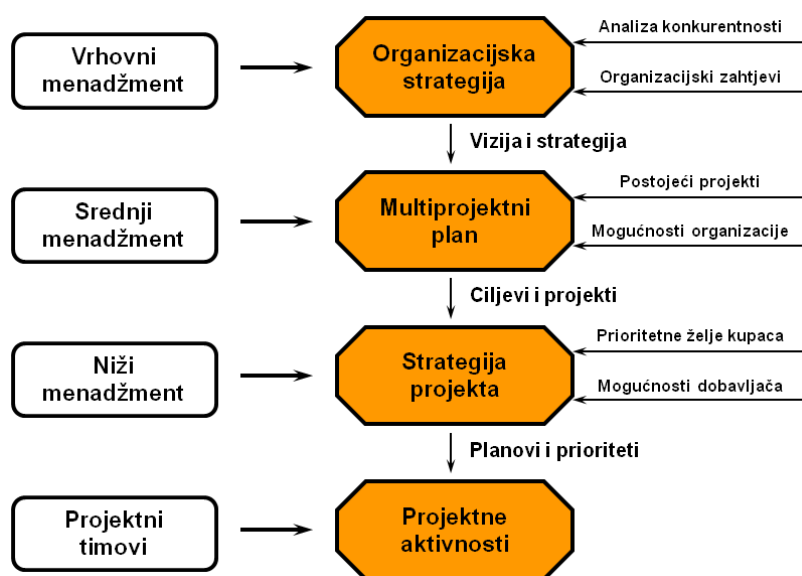 Vrhovni
menadžment
Organizacijska
strategija
Analiza konkurentnosti
Organizacijski zahtjevi
Vizija i strategija
Srednji
menadžment
Multiprojektni
plan
Postojeći projekti
Mogućnosti organizacije
Ciljevi i projekti
Niži
menadžment
Strategija
projekta
Prioritetne želje kupaca
Mogućnosti dobavljača
Planovi i prioriteti
Projektni
timovi
Projektne
aktivnosti